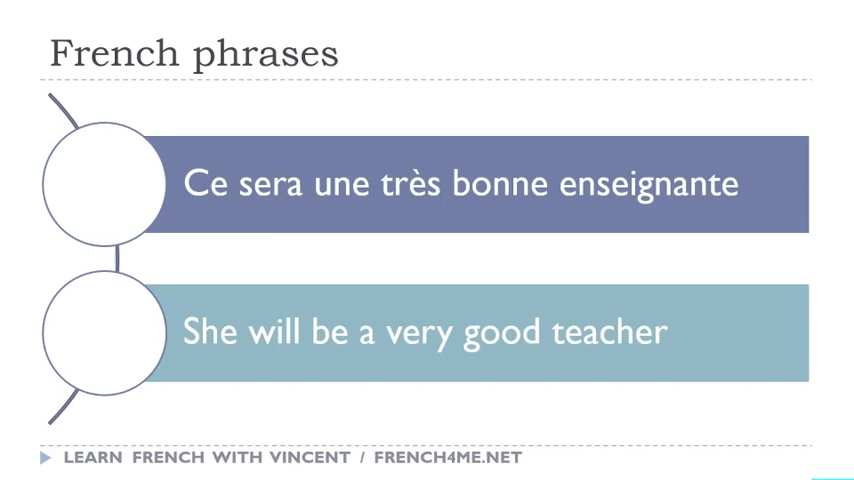 French phrases
Ce sera une très bonne enseignante
She will be a very good teacher
LEARN FRENCH WITH VINCENT / FRENCH4ME.NET